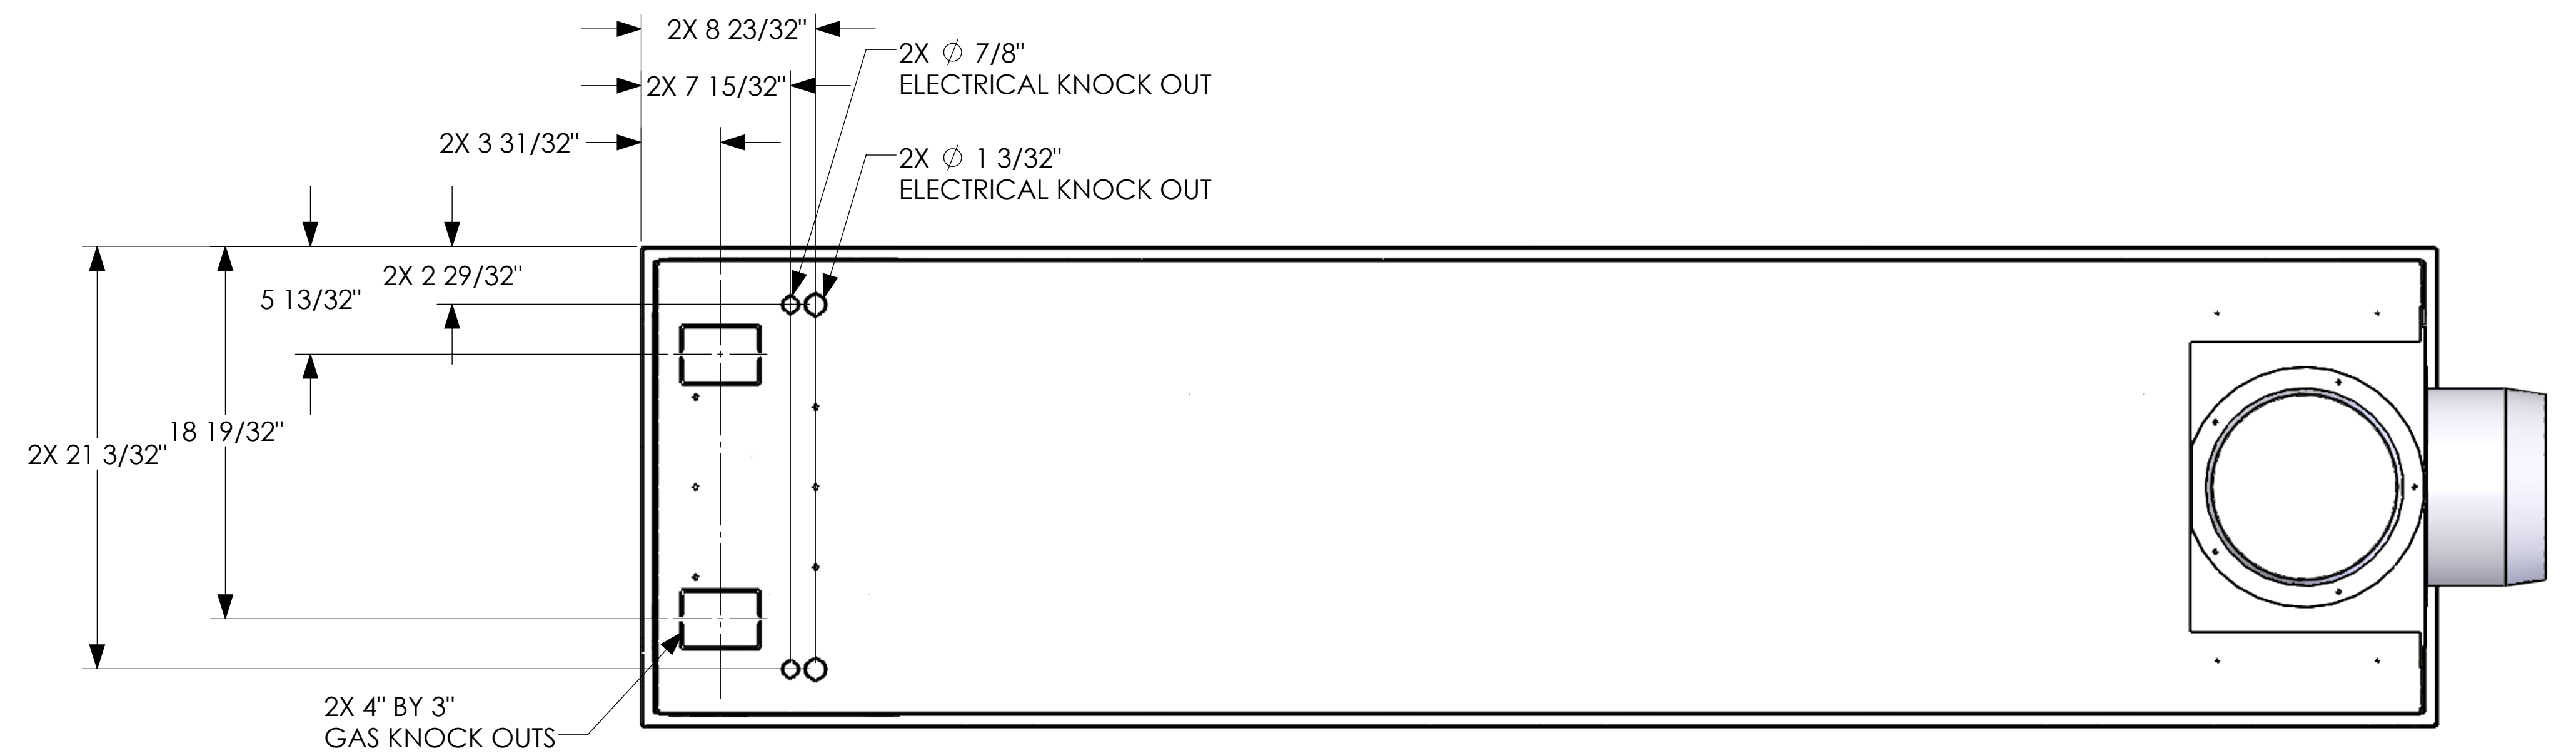 2X 8 23/32"
2X Ø 7/8"
ELECTRICAL KNOCK OUT
2X 7 15/32"
2X 3 31/32"
2X Ø 1 3/32"
ELECTRICAL KNOCK OUT
2X 2 29/32"
5 13/32"
18 19/32"
2X 21 3/32"
2X 4" BY 3"
GAS KNOCK OUTS